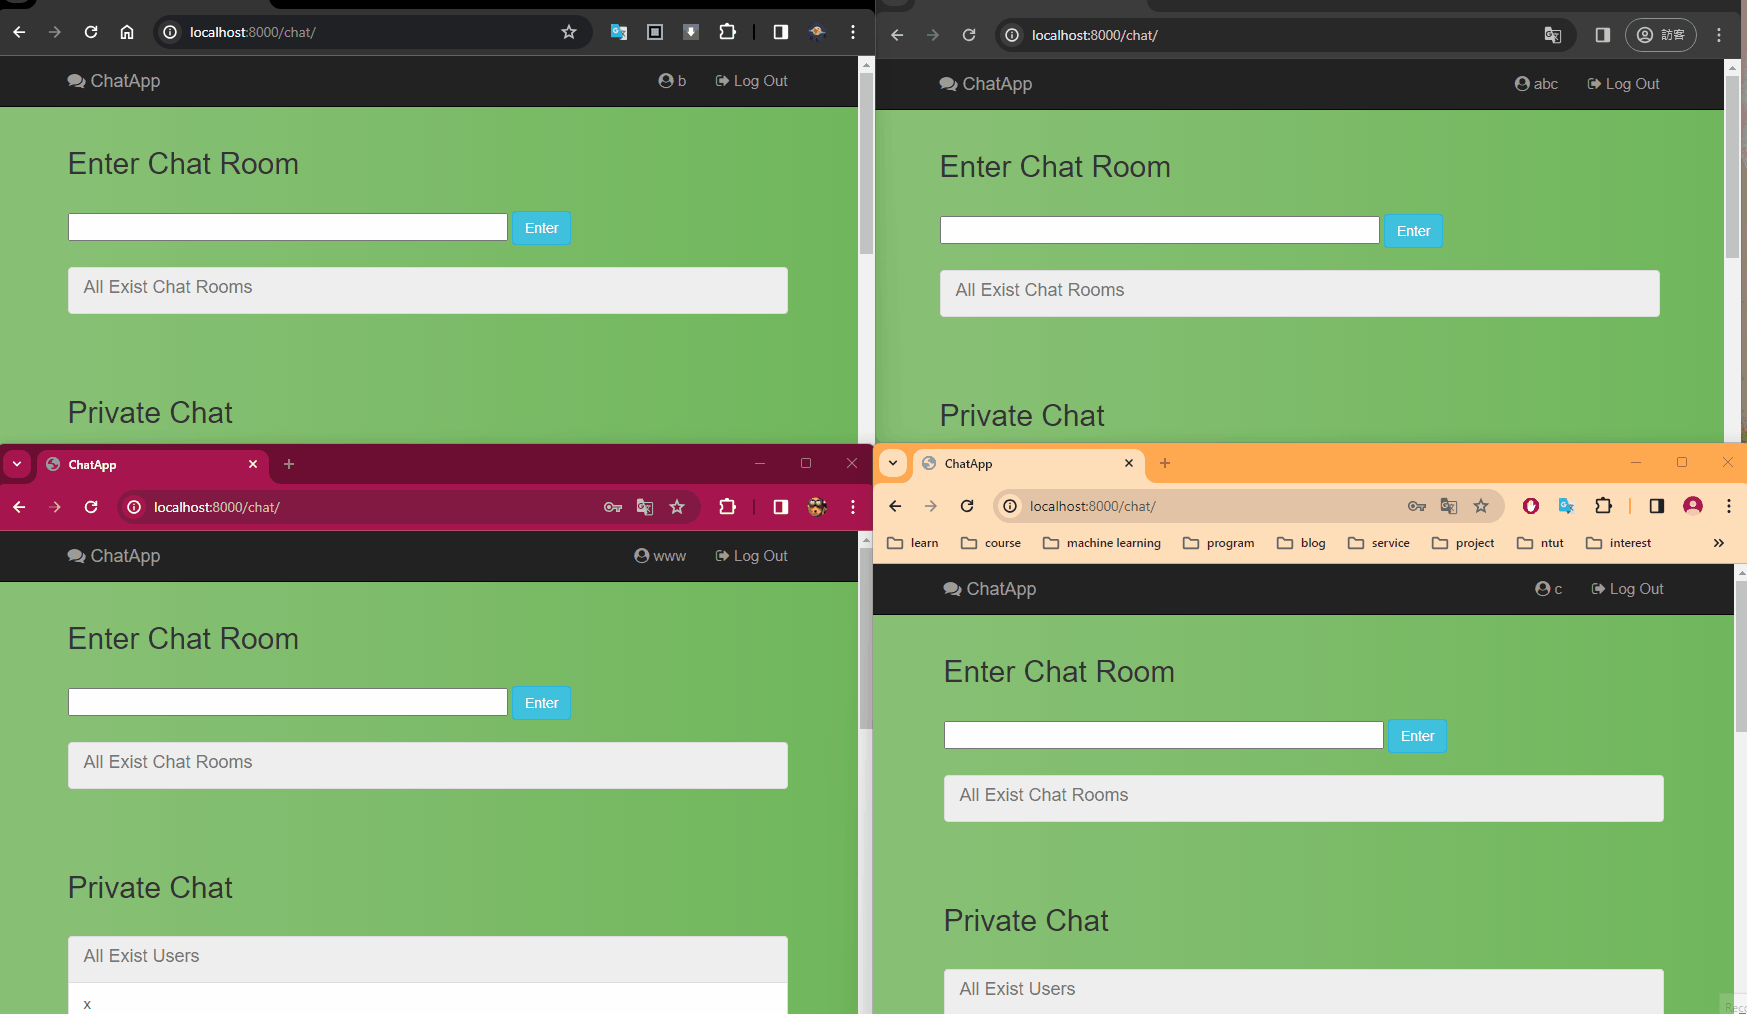 localhost:8000/chat/
ChatApp
b
Log Out
Enter Chat Room
Enter
All Exist Chat Rooms
Private Chat
localhost:8000/chat/
訪客
ChatApp
abc
Log Out
Enter Chat Room
Enter
All Exist Chat Rooms
Private Chat
ChatApp
localhost:8000/chat/
ChatApp
www
Log Out
Enter Chat Room
Enter
All Exist Chat Rooms
Private Chat
All Exist Users
x
ChatApp
localhost:8000/chat/
learn course machine learning program blog service project ntut interest
ChatApp
c
Log Out
Enter Chat Room
Enter
All Exist Chat Rooms
Private Chat
All Exist Users